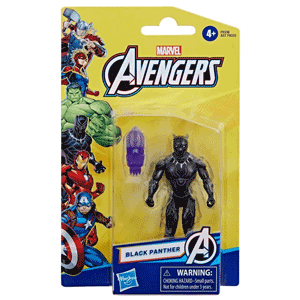 MARVEL
AVENGERS
4+
BLACK PANTHER
Hasbro
WARNING:
CHOKING HAZARD - Small parts.
Not for children under 3 years.